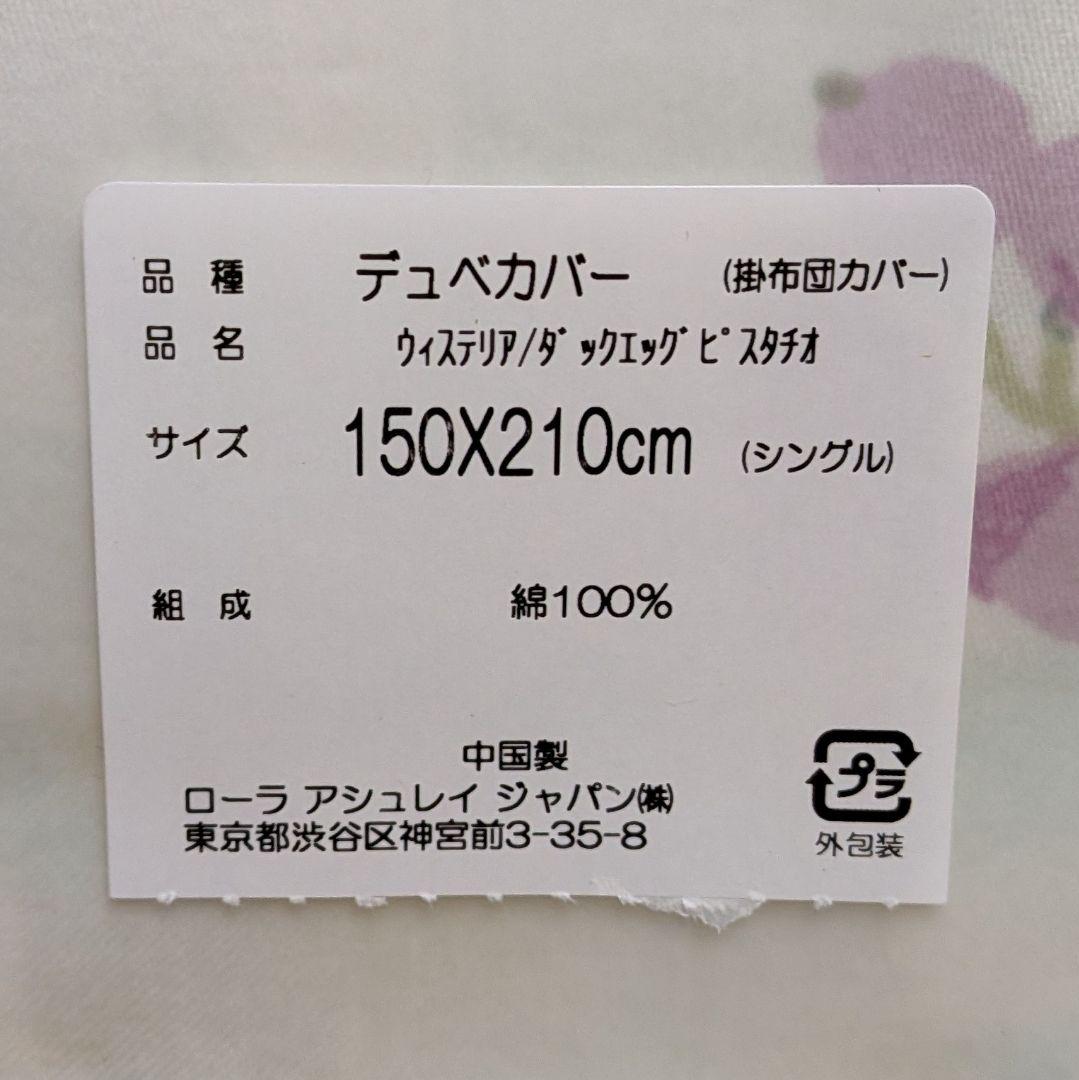 品 種 デュベカバー (掛布団カバー)
品 名 ｳｨｽﾃﾘｱ/ﾀﾞｯｸｴｯｸﾞﾋﾟｽﾀﾁｵ
サイズ 150X210cm (シングル)
組 成 綿100%
中国製
ローラ アシュレイ ジャパン㈱
東京都渋谷区神宮前3-35-8
プラ
外包装